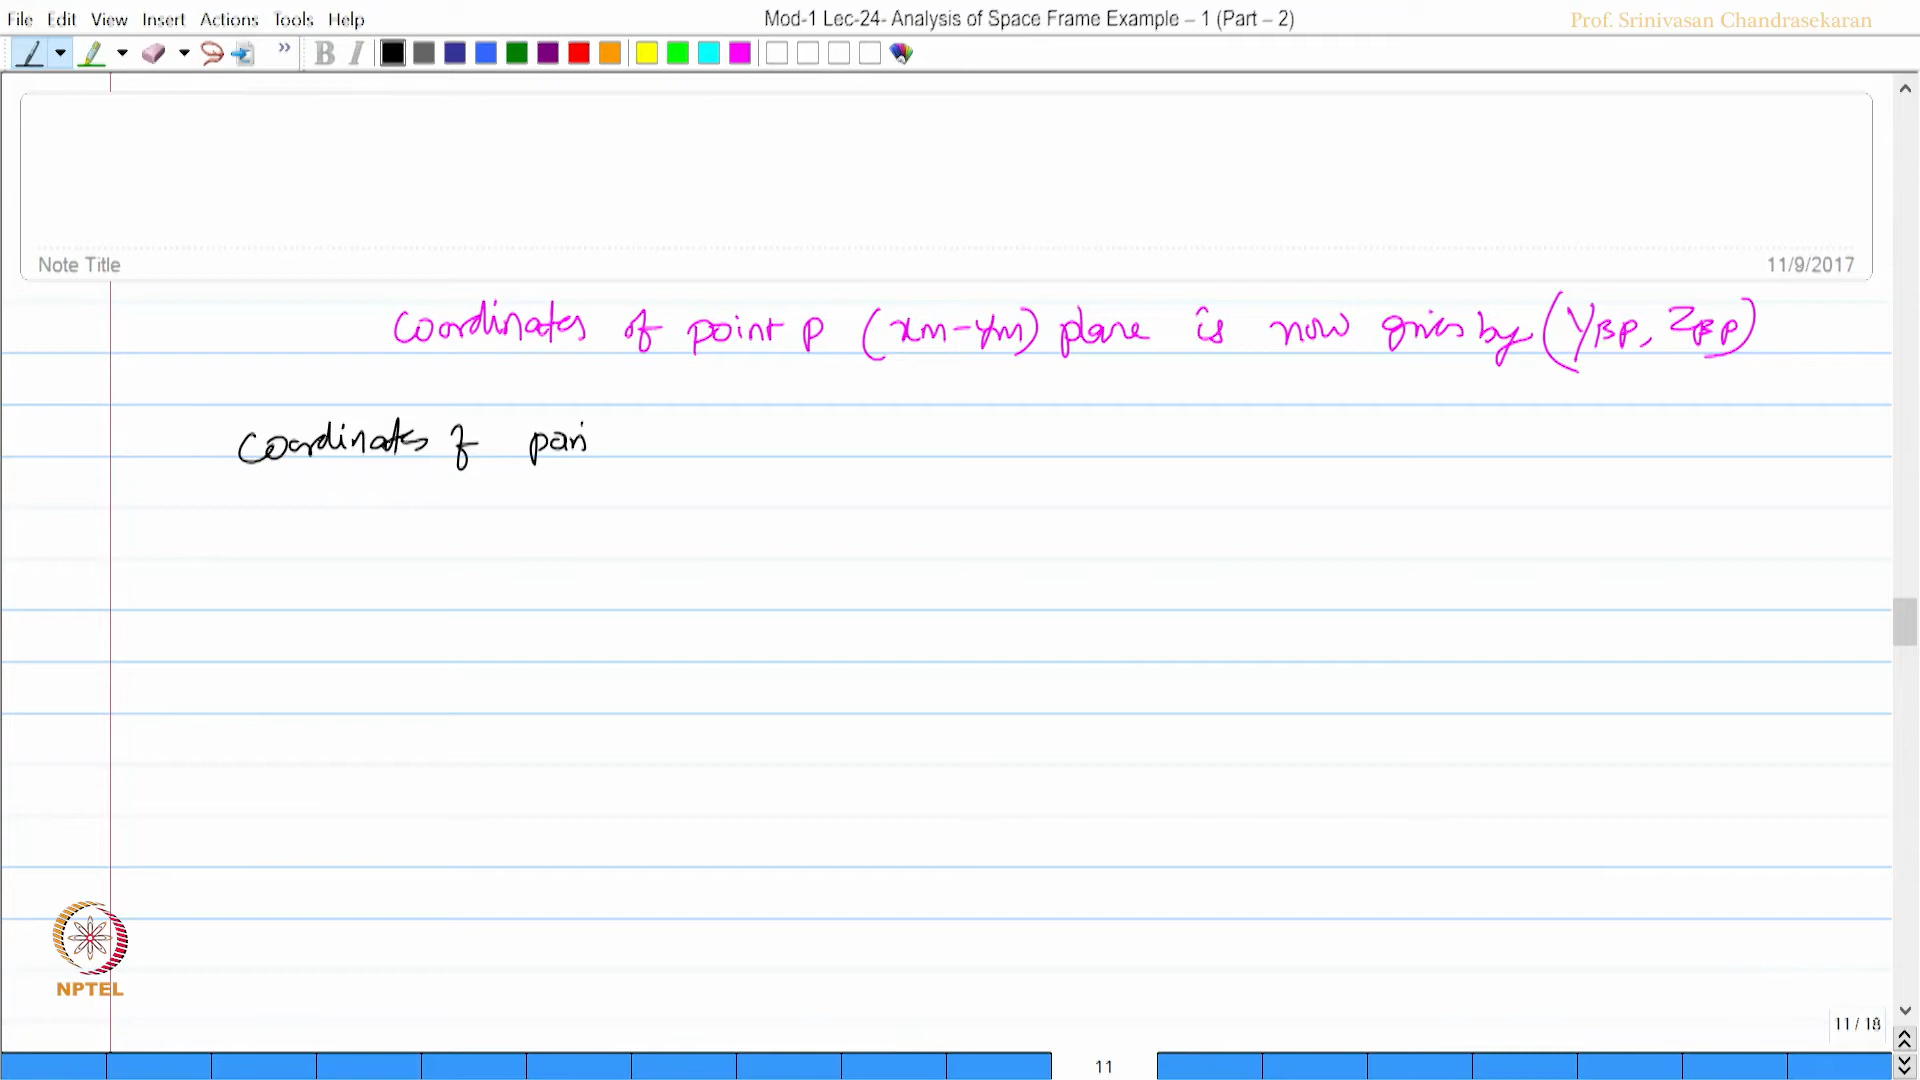 File Edit View Insert Actions Tools Help
Mod-1 Lec-24- Analysis of Space Frame Example – 1 (Part – 2)
Prof. Srinivasan Chandrasekaran
B I
Note Title
11/9/2017
Coordinates of point p (xm-ym) plane is now given by (YBP, ZBP)
Coordinates of poi
NPTEL
11 / 18
11